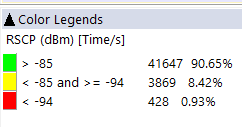 Color Legends
RSCP (dBm) [Time/s]
> -85 41647 90.65%
< -85 and >= -94 3869 8.42%
< -94 428 0.93%